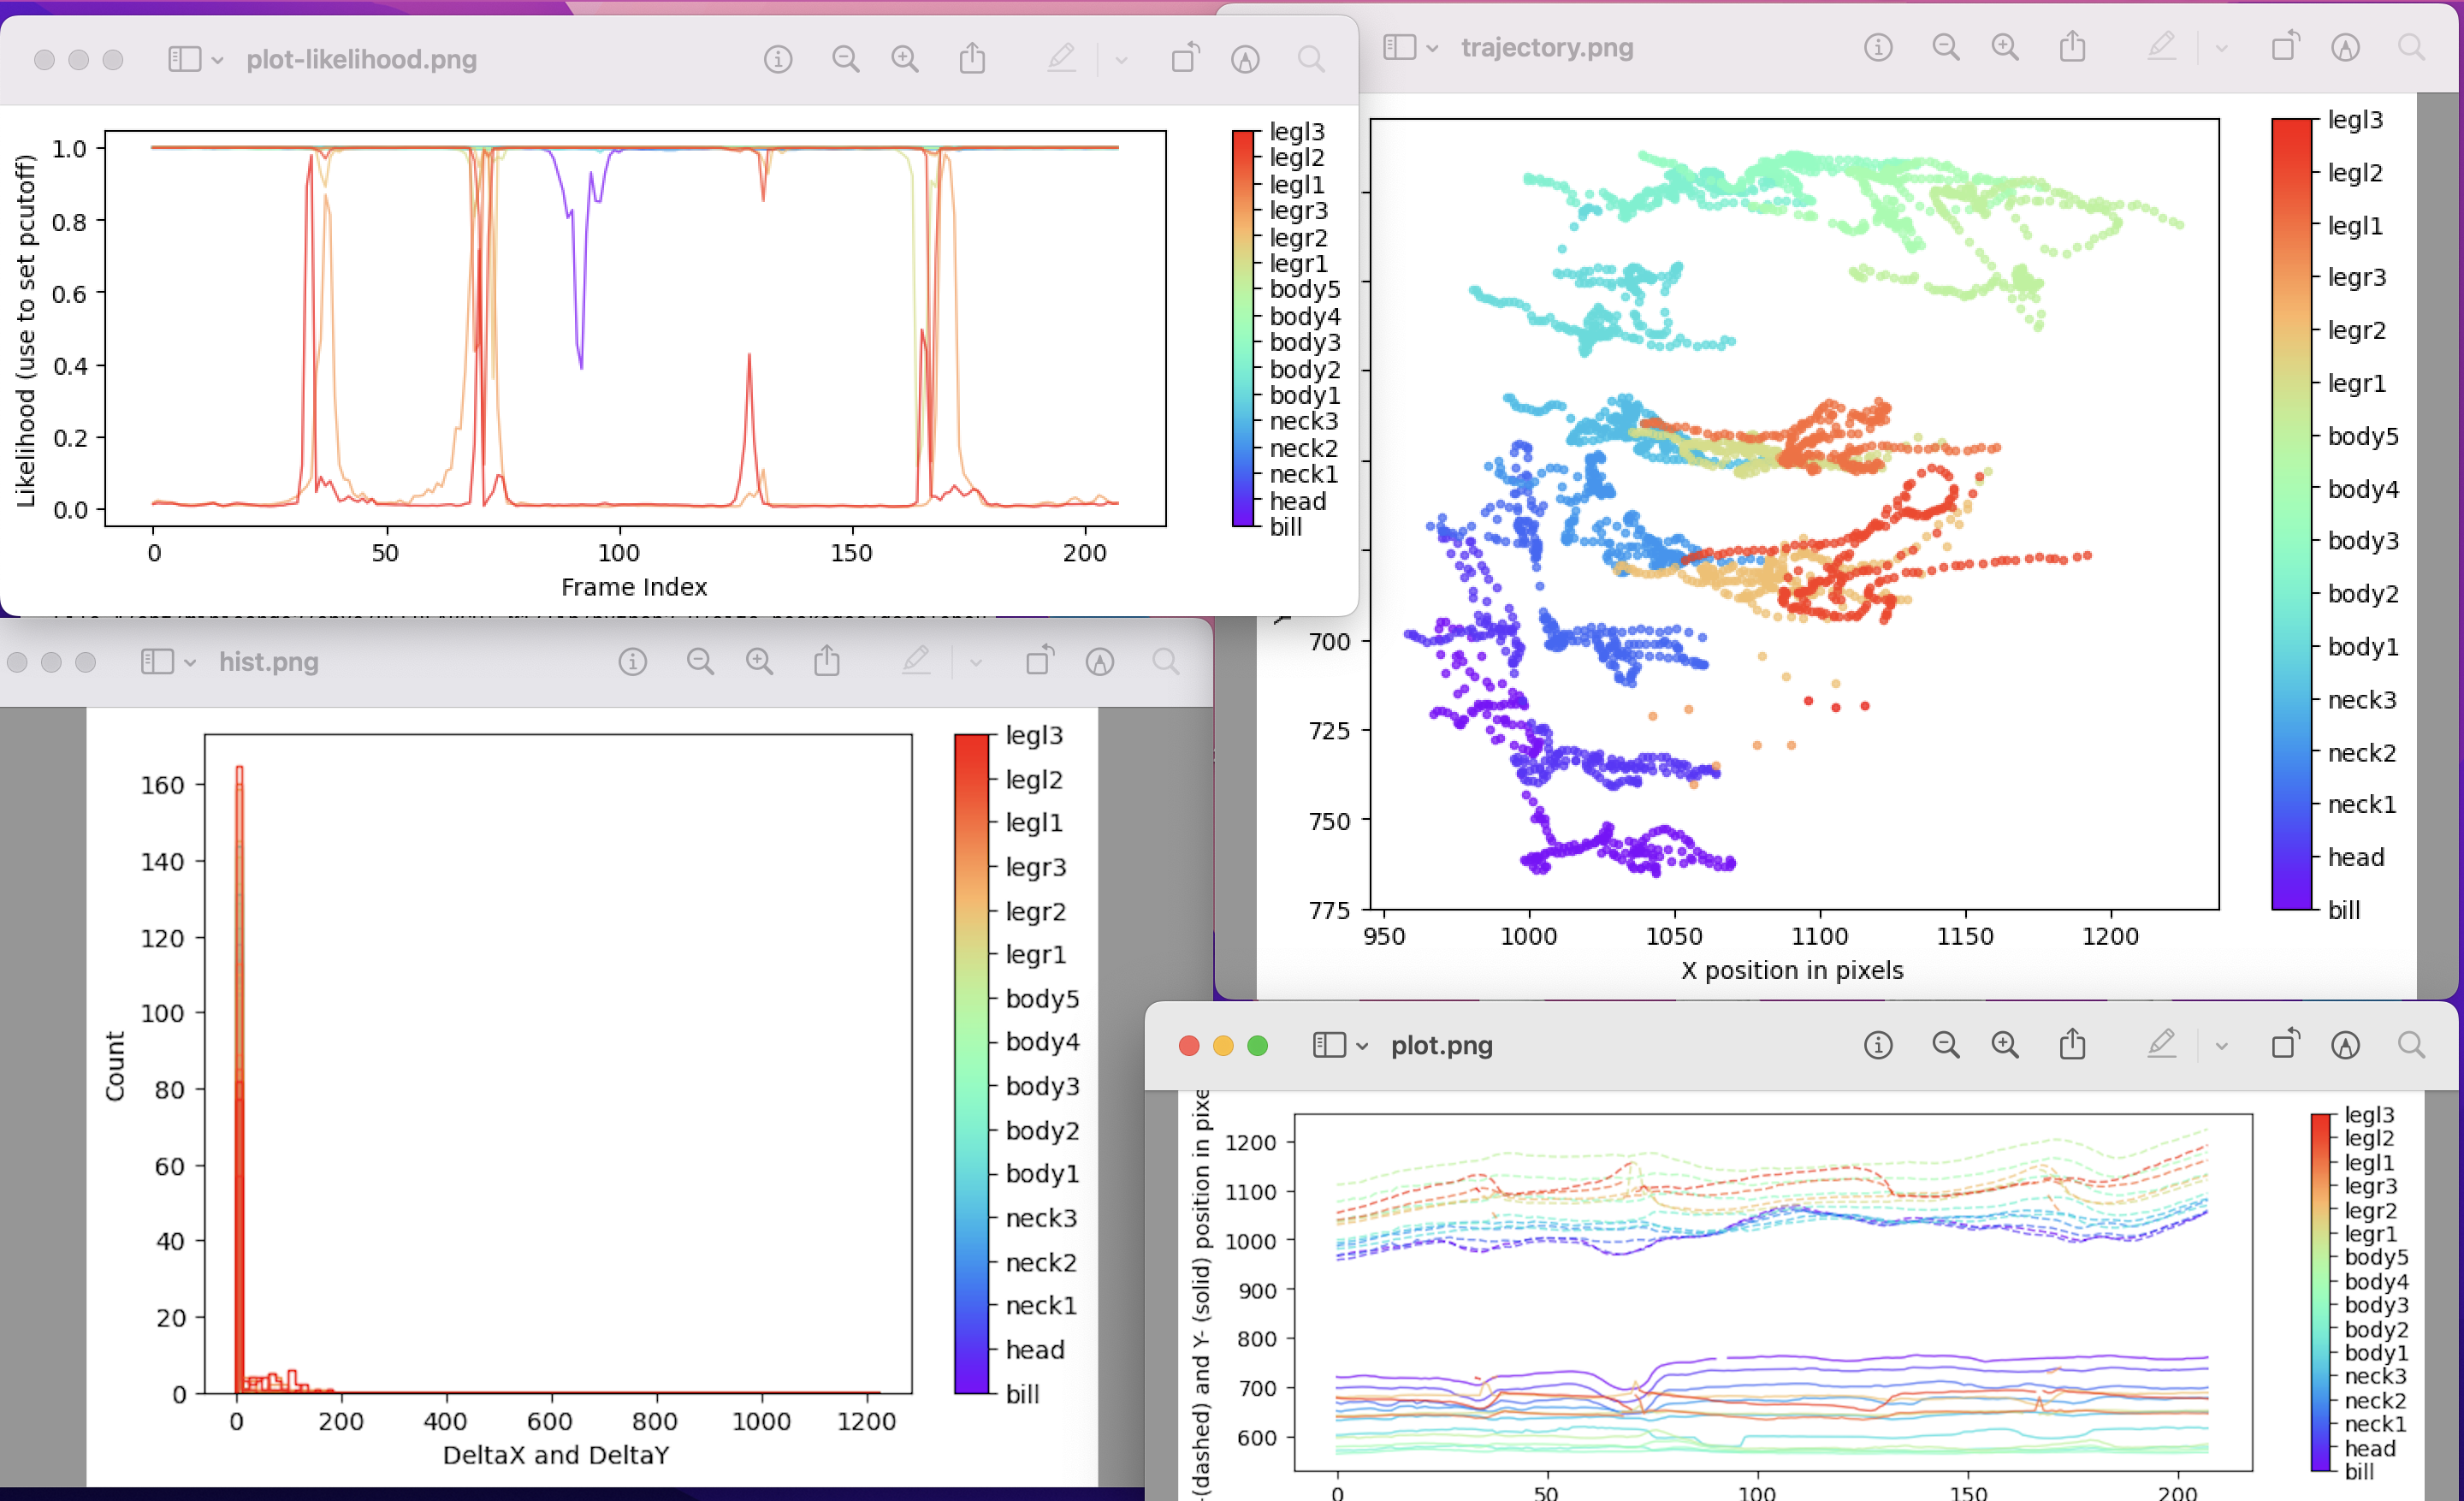 plot-likelihood.png
Likelihood (use to set pcutoff)
1.0
0.8
0.6
0.4
0.2
0.0
0
50
100
150
200
Frame Index
legl3
legl2
legl1
legr3
legr2
legr1
body5
body4
body3
body2
body1
neck3
neck2
neck1
head
bill
trajectory.png
700
725
750
775
950
1000
1050
1100
1150
1200
X position in pixels
legl3
legl2
legl1
legr3
legr2
legr1
body5
body4
body3
body2
body1
neck3
neck2
neck1
head
bill
hist.png
Count
160
140
120
100
80
60
40
20
0
0
200
400
600
800
1000
1200
DeltaX and DeltaY
legl3
legl2
legl1
legr3
legr2
legr1
body5
body4
body3
body2
body1
neck3
neck2
neck1
head
bill
plot.png
-(dashed) and Y- (solid) position in pixe
1200
1100
1000
900
800
700
600
0
50
100
150
200
legl3
legl2
legl1
legr3
legr2
legr1
body5
body4
body3
body2
body1
neck3
neck2
neck1
head
bill